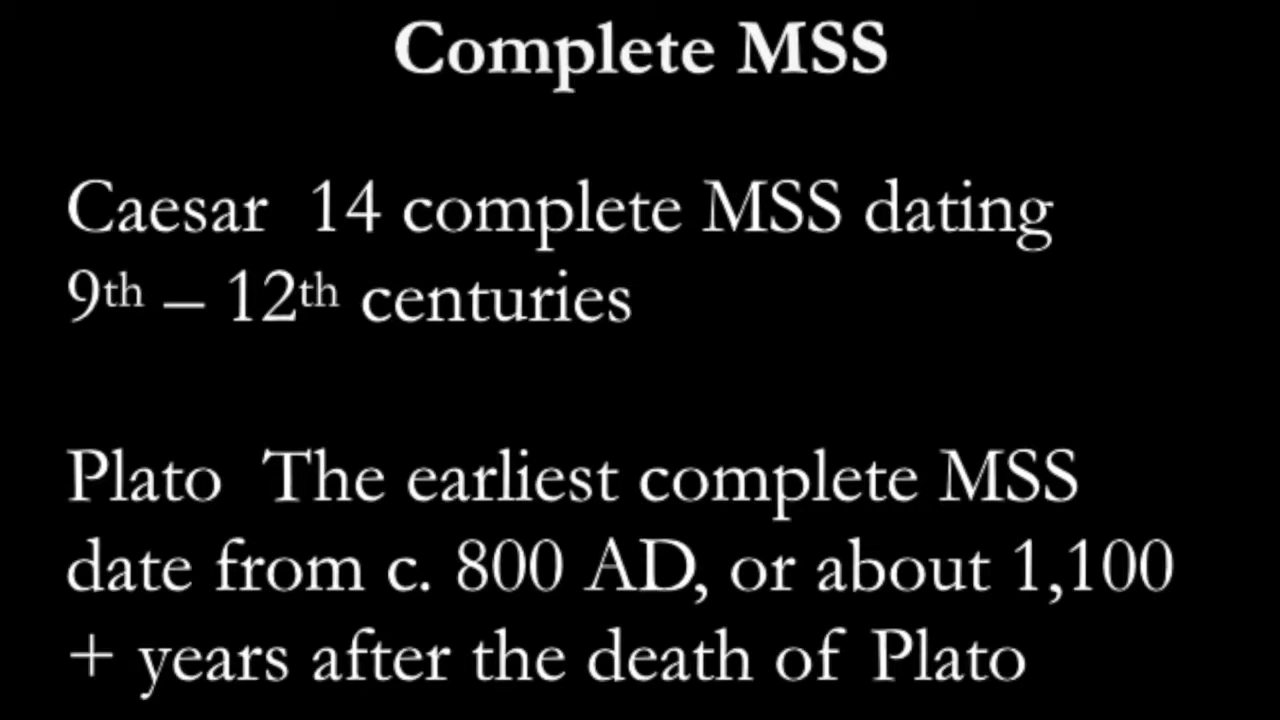 Complete MSS
Caesar  14 complete MSS dating
9th – 12th centuries
Plato  The earliest complete MSS
date from c. 800 AD, or about 1,100
+ years after the death of Plato